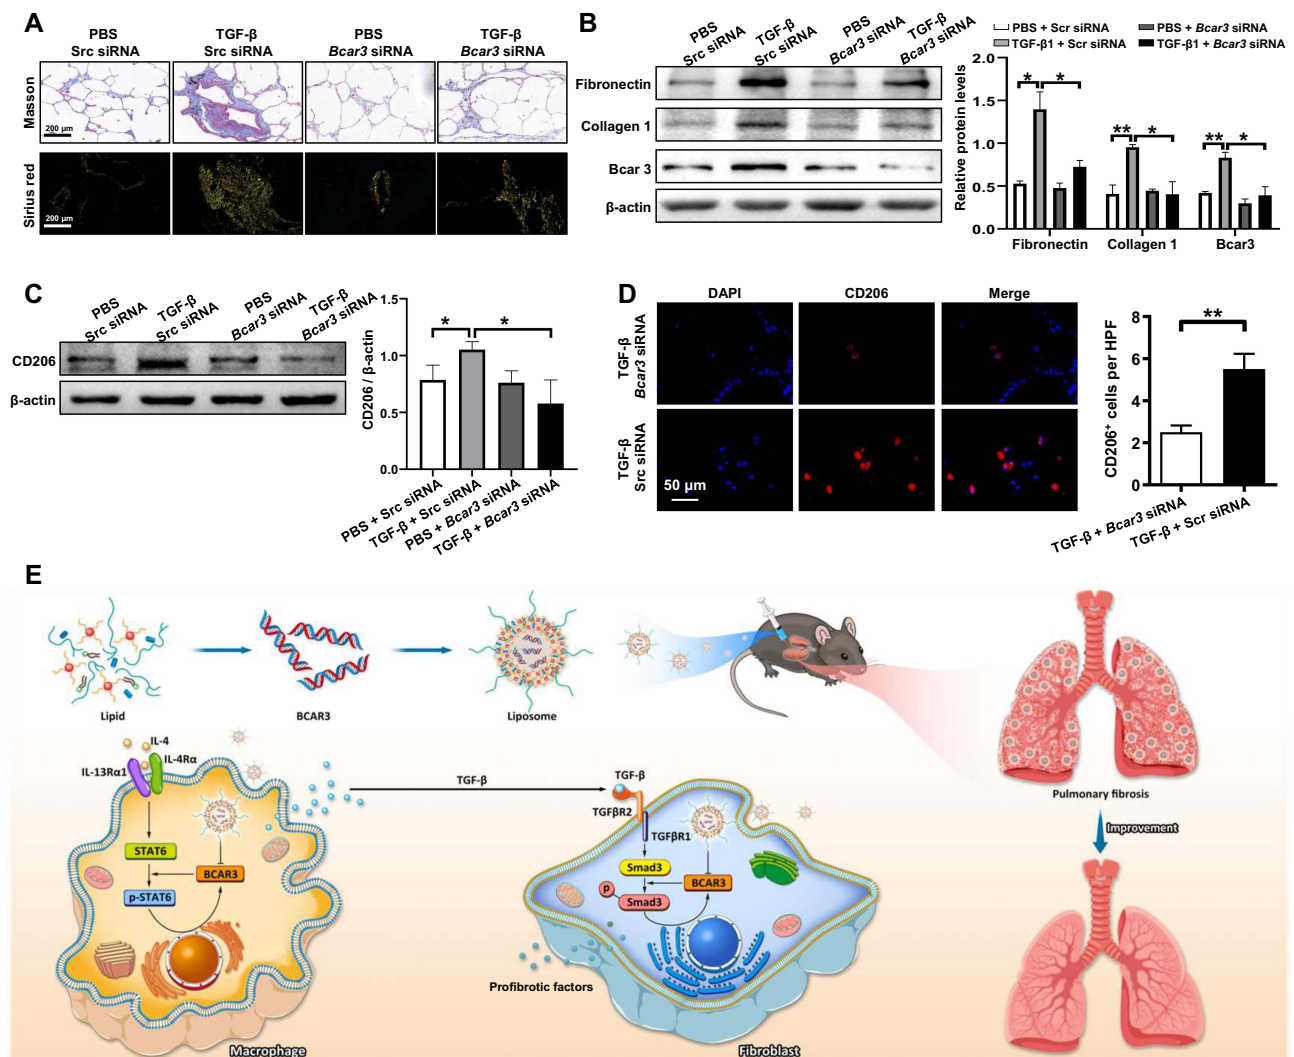 A
PBS
Src siRNA
TGF-β
Src siRNA
PBS
Bcar3 siRNA
TGF-β
Bcar3 siRNA
Masson
200 μm
Sirius red
200 μm
B
PBS
Src siRNA
TGF-β
Src siRNA
PBS
Bcar3 siRNA
TGF-β
Bcar3 siRNA
Fibronectin
Collagen 1
Bcar 3
β-actin
PBS + Scr siRNA
PBS + Bcar3 siRNA
TGF-β1 + Scr siRNA
TGF-β1 + Bcar3 siRNA
Relative protein levels
2.0
1.5
1.0
0.5
0.0
* *
** *
** *
Fibronectin
Collagen 1
Bcar3
C
PBS
Src siRNA
TGF-β
Src siRNA
PBS
Bcar3 siRNA
TGF-β
Bcar3 siRNA
CD206
β-actin
CD206 / β-actin
1.5
1.0
0.5
0.0
* *
PBS + Src siRNA
TGF-β + Src siRNA
PBS + Bcar3 siRNA
TGF-β + Bcar3 siRNA
D
DAPI
CD206
Merge
TGF-β
Bcar3 siRNA
TGF-β
Src siRNA
50 μm
CD206+ cells per HPF
8
6
4
2
0
**
TGF-β + Bcar3 siRNA
TGF-β + Scr siRNA
E
Lipid
BCAR3
Liposome
Pulmonary fibrosis
Improvement
IL-4
IL-13Rα1
IL-4Rα
STAT6
BCAR3
p-STAT6
Macrophage
TGF-β
TGF-β
TGFβR2
TGFβR1
Smad3
BCAR3
P
Smad3
Profibrotic factors
Fibroblast